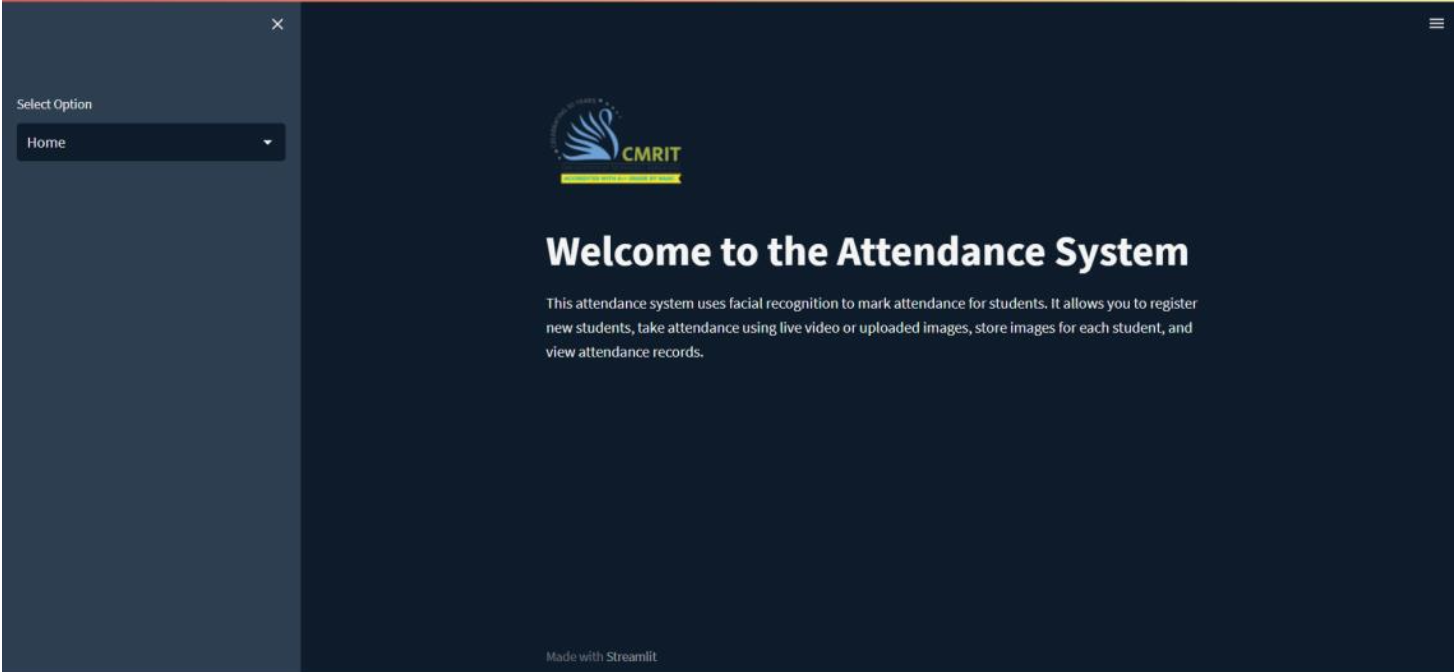 Select Option
Home
CMRIT
Welcome to the Attendance System
This attendance system uses facial recognition to mark attendance for students. It allows you to register
new students, take attendance using live video or uploaded images, store images for each student, and
view attendance records.
Made with Streamlit